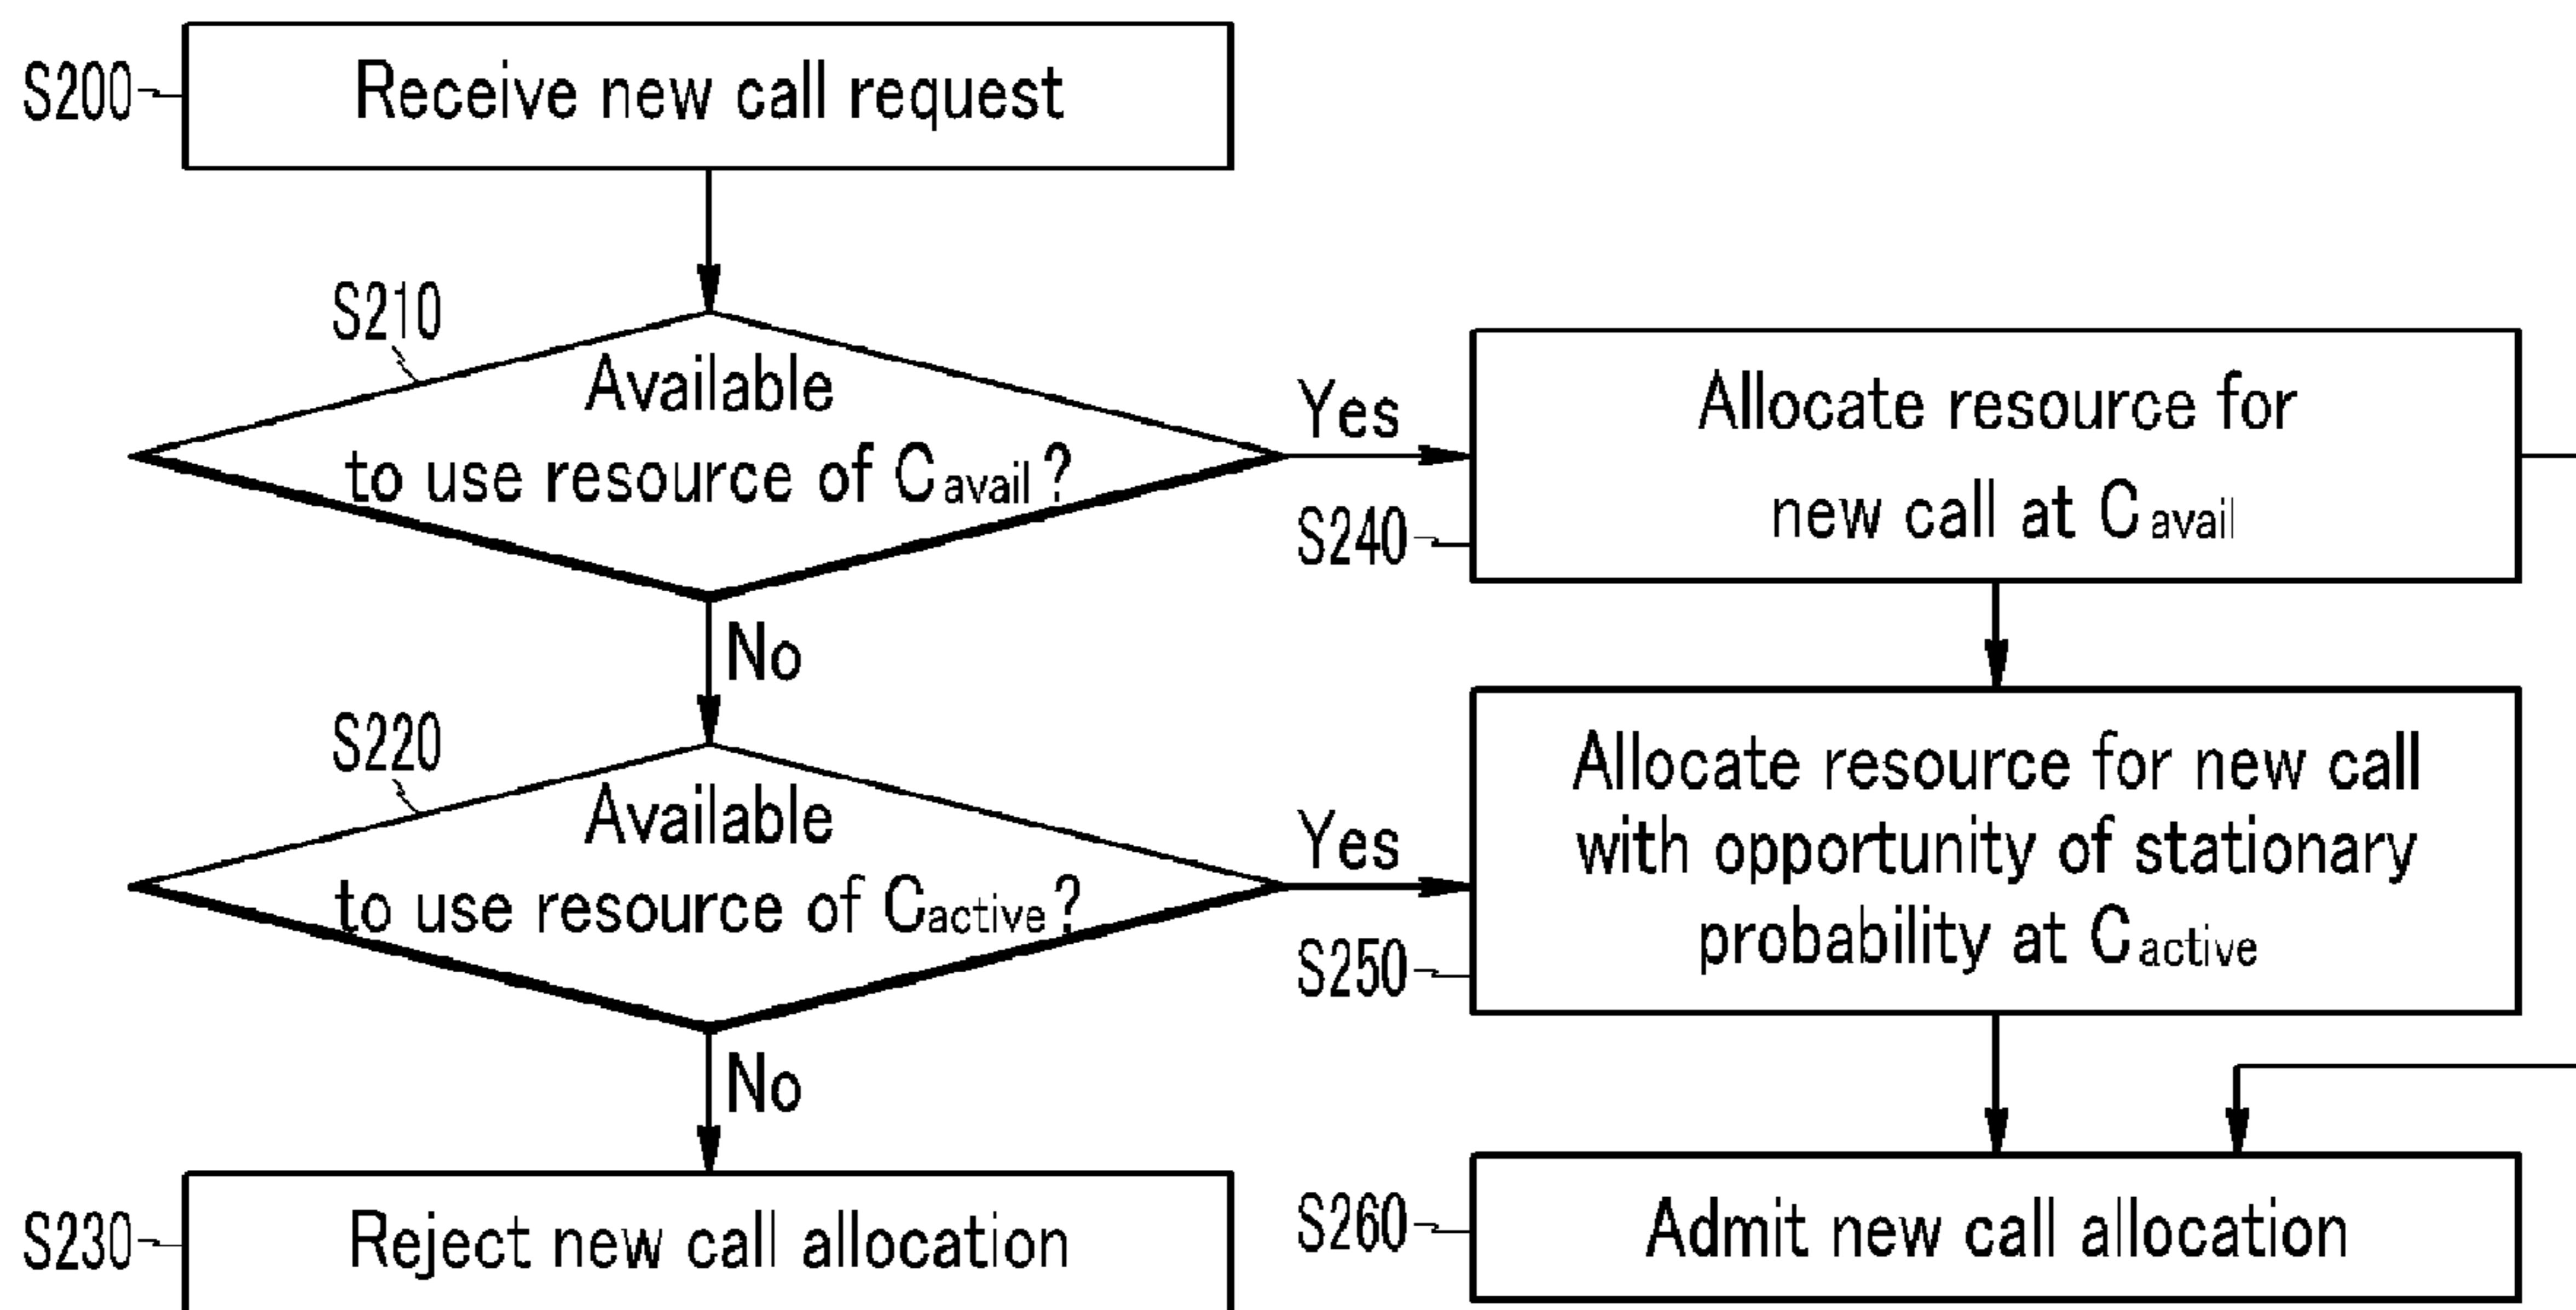 S200
Receive new call request
S210
Available
to use resource of Cavail?
Yes
S240
Allocate resource for
new call at Cavail
No
S220
Available
to use resource of Cactive?
Yes
S250
Allocate resource for new call
with opportunity of stationary
probability at Cactive
No
S230
Reject new call allocation
S260
Admit new call allocation